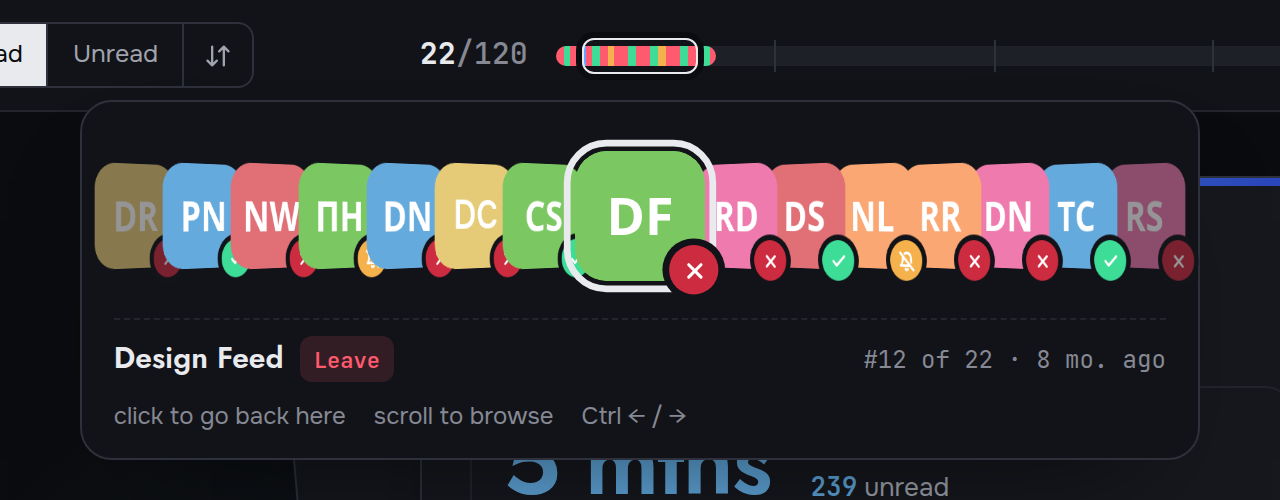 ad Unread 22/120
DR PN NW ПН DN DC CS DF RD DS NL RR DN TC RS
Design Feed Leave #12 of 22 · 8 mo. ago
click to go back here scroll to browse Ctrl ← / →
5 mins 239 unread